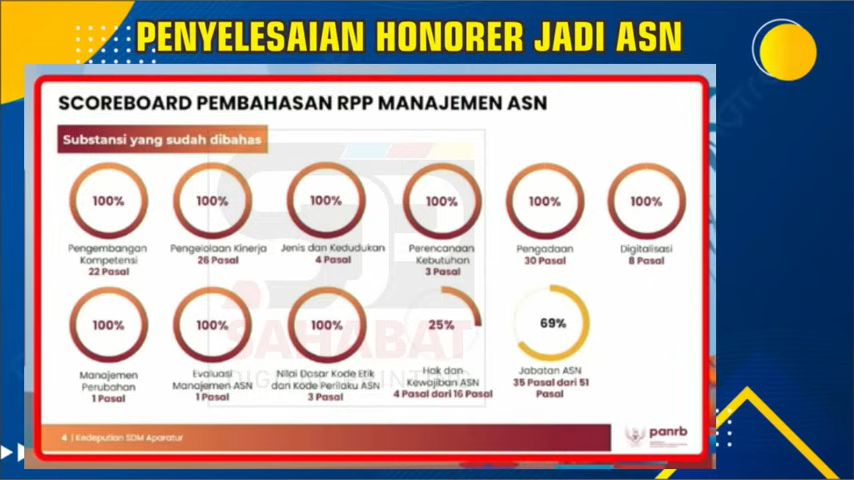 PENYELESAIAN HONORER JADI ASN
SCOREBOARD PEMBAHASAN RPP MANAJEMEN ASN
Substansi yang sudah dibahas
100%
100%
100%
100%
100%
100%
Pengembangan
Kompetensi
22 Pasal
Pengelolaan Kinerja
26 Pasal
Jenis dan Kedudukan
4 Pasal
Perencanaan
Kebutuhan
3 Pasal
Pengadaan
30 Pasal
Digitalisasi
8 Pasal
100%
100%
100%
25%
69%
Manajemen
Perubahan
1 Pasal
Evaluasi
Manajemen ASN
1 Pasal
Nilai Dasar Kode Etik
dan Kode Perilaku ASN
3 Pasal
Hak dan
Kewajiban ASN
4 Pasal dari 16 Pasal
Jabatan ASN
35 Pasal dari 51
Pasal
SAHABAT
4 | Kedeputian SDM Aparatur
panrb